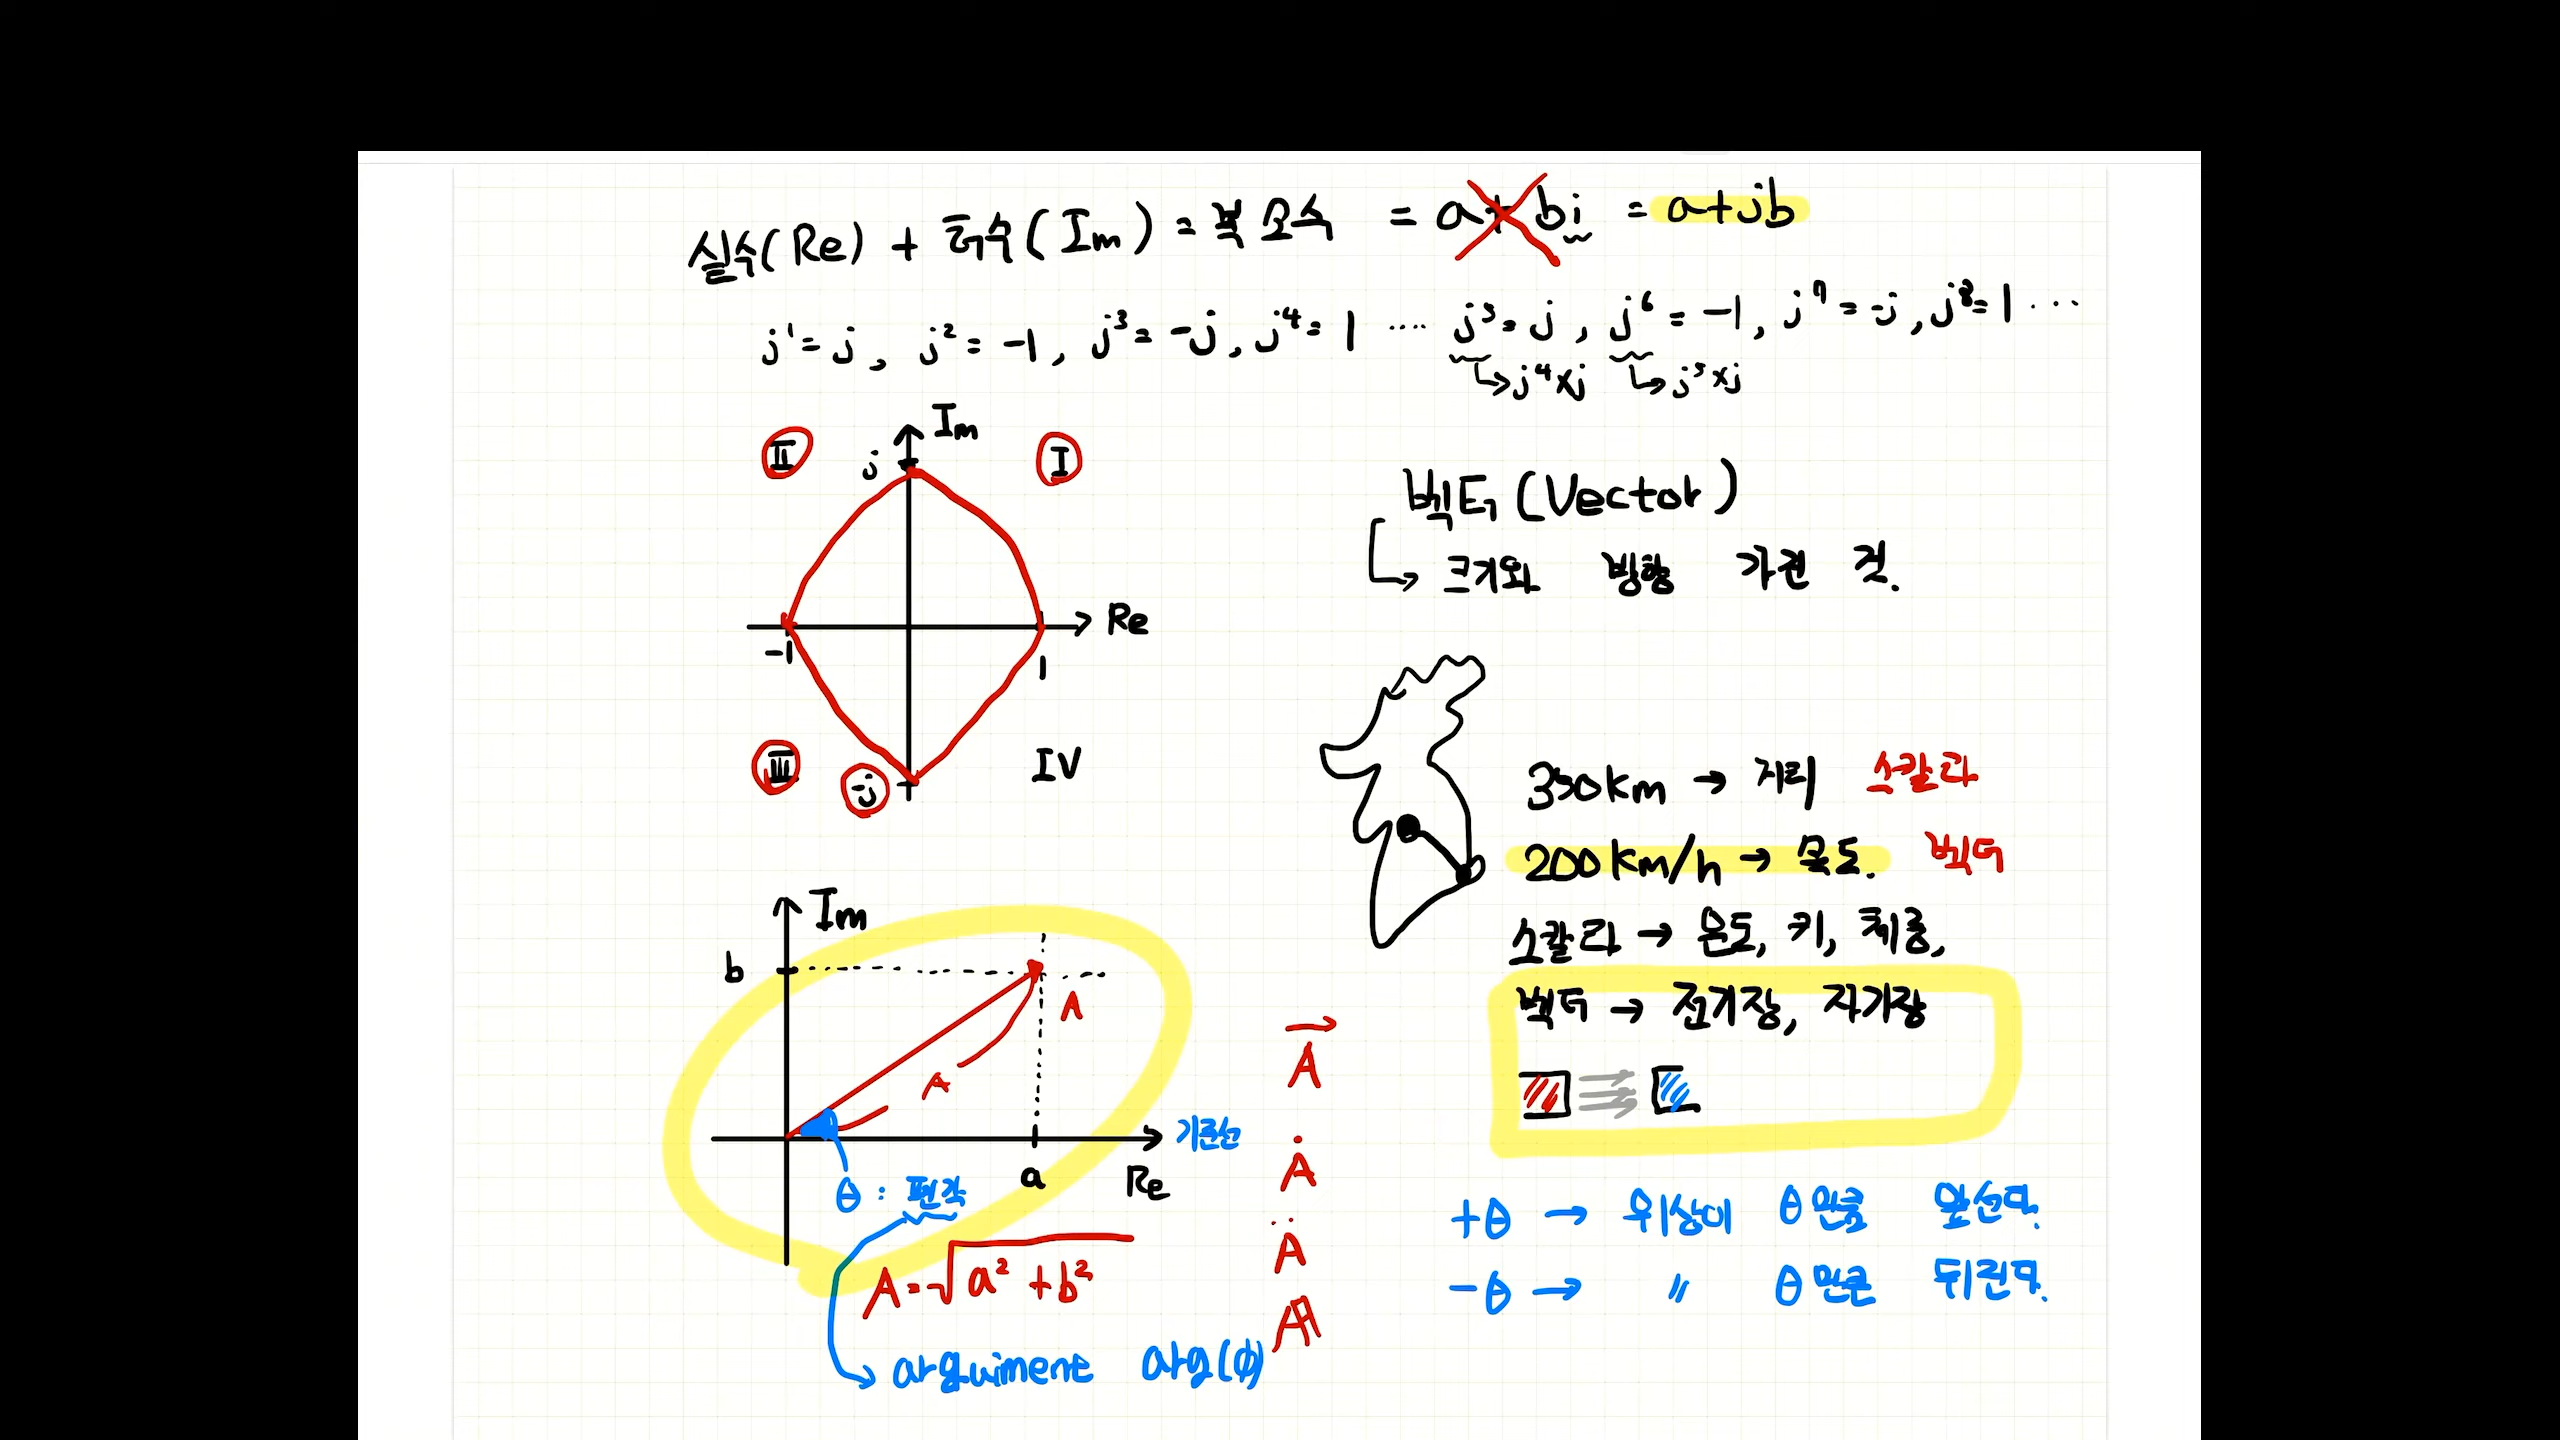 실수(Re) + 허수(Im) = 복소수 = a+bi = a+jb
j¹ = j, j² = -1, j³ = -j, j⁴ = 1 ···· j⁵ = j, j⁶ = -1, j⁷ = -j, j⁸ = 1 ···
↳ j⁴×j ↳ j⁵×j
Im
II
j
I
Re
-1
1
III
-j
IV
벡터 (Vector)
↳ 크기와 방향 가진 것.
350km → 거리 스칼라
200km/h → 속도. 벡터
스칼라 → 온도, 키, 체중,
벡터 → 전기장, 자기장
Im
b
A
A
기준선
a
Re
θ : 편각
A = √a² + b²
→ arguiment arg(φ)
A⃗
Ȧ
Ä
A
+θ → 위상이 θ만큼 앞선다.
-θ → 〃 θ만큼 뒤진다.